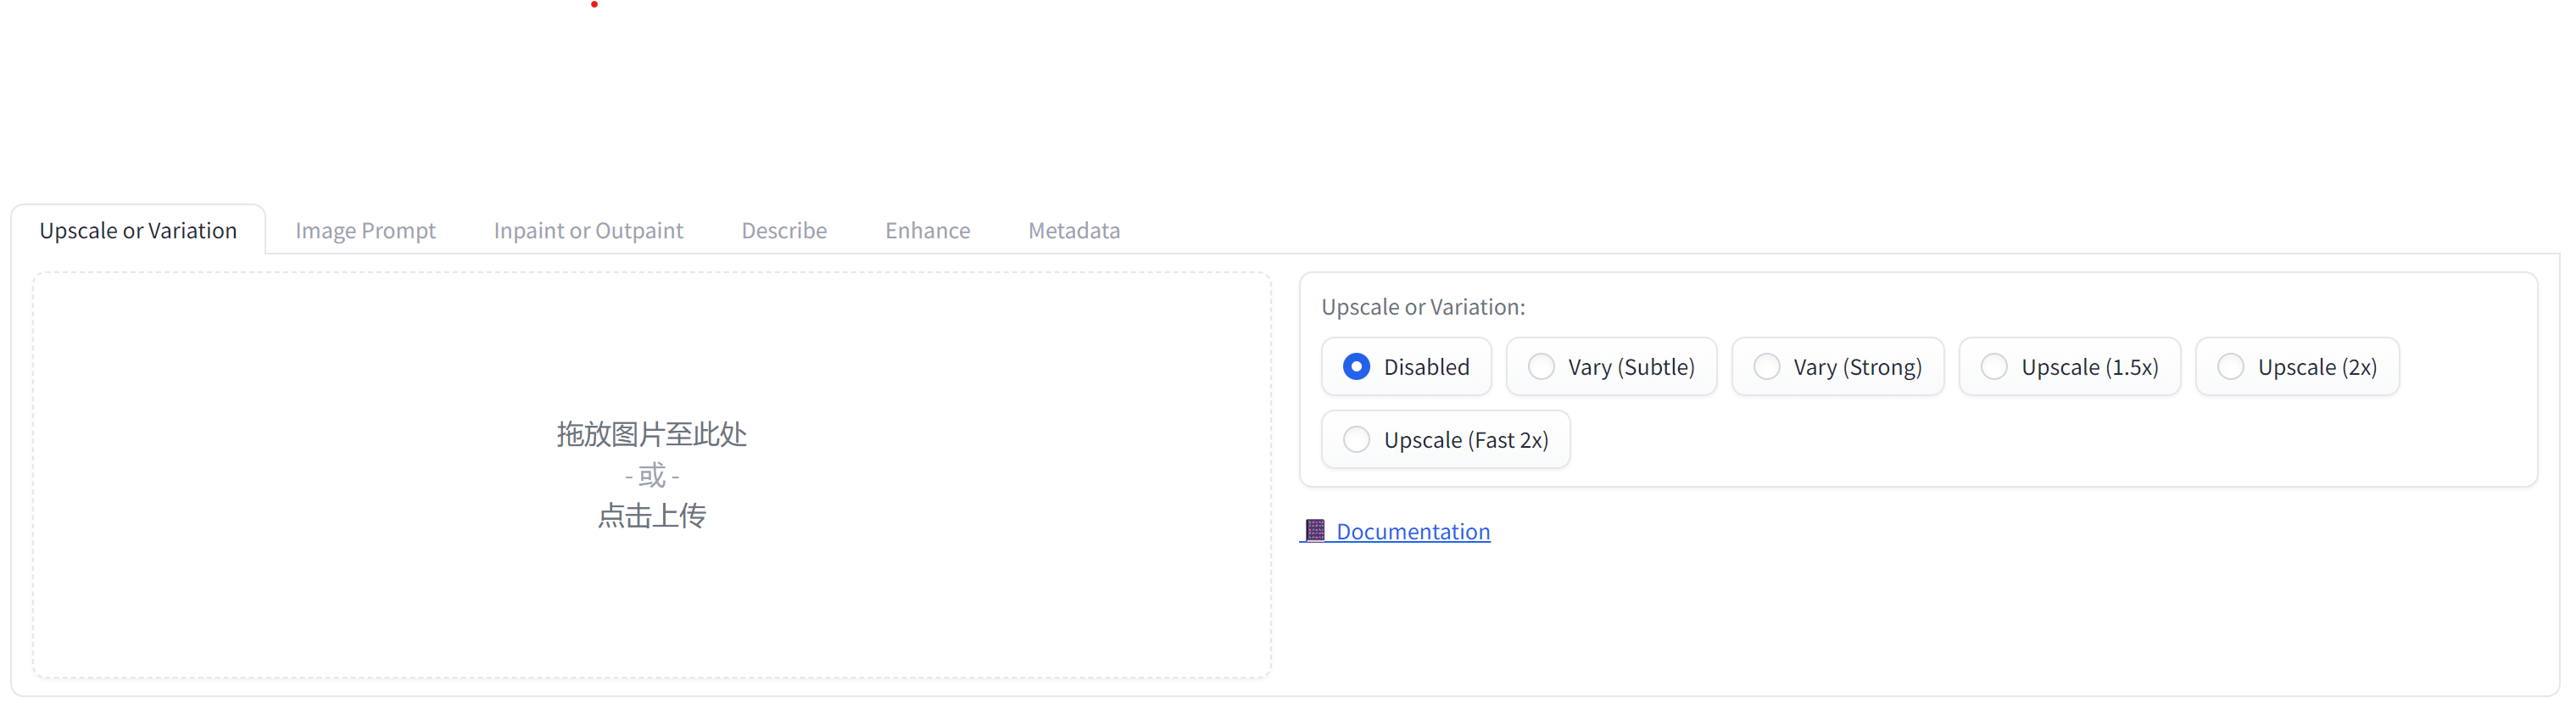 Upscale or Variation Image Prompt Inpaint or Outpaint Describe Enhance Metadata
拖放图片至此处
- 或 -
点击上传
Upscale or Variation:
Disabled Vary (Subtle) Vary (Strong) Upscale (1.5x) Upscale (2x)
Upscale (Fast 2x)
Documentation